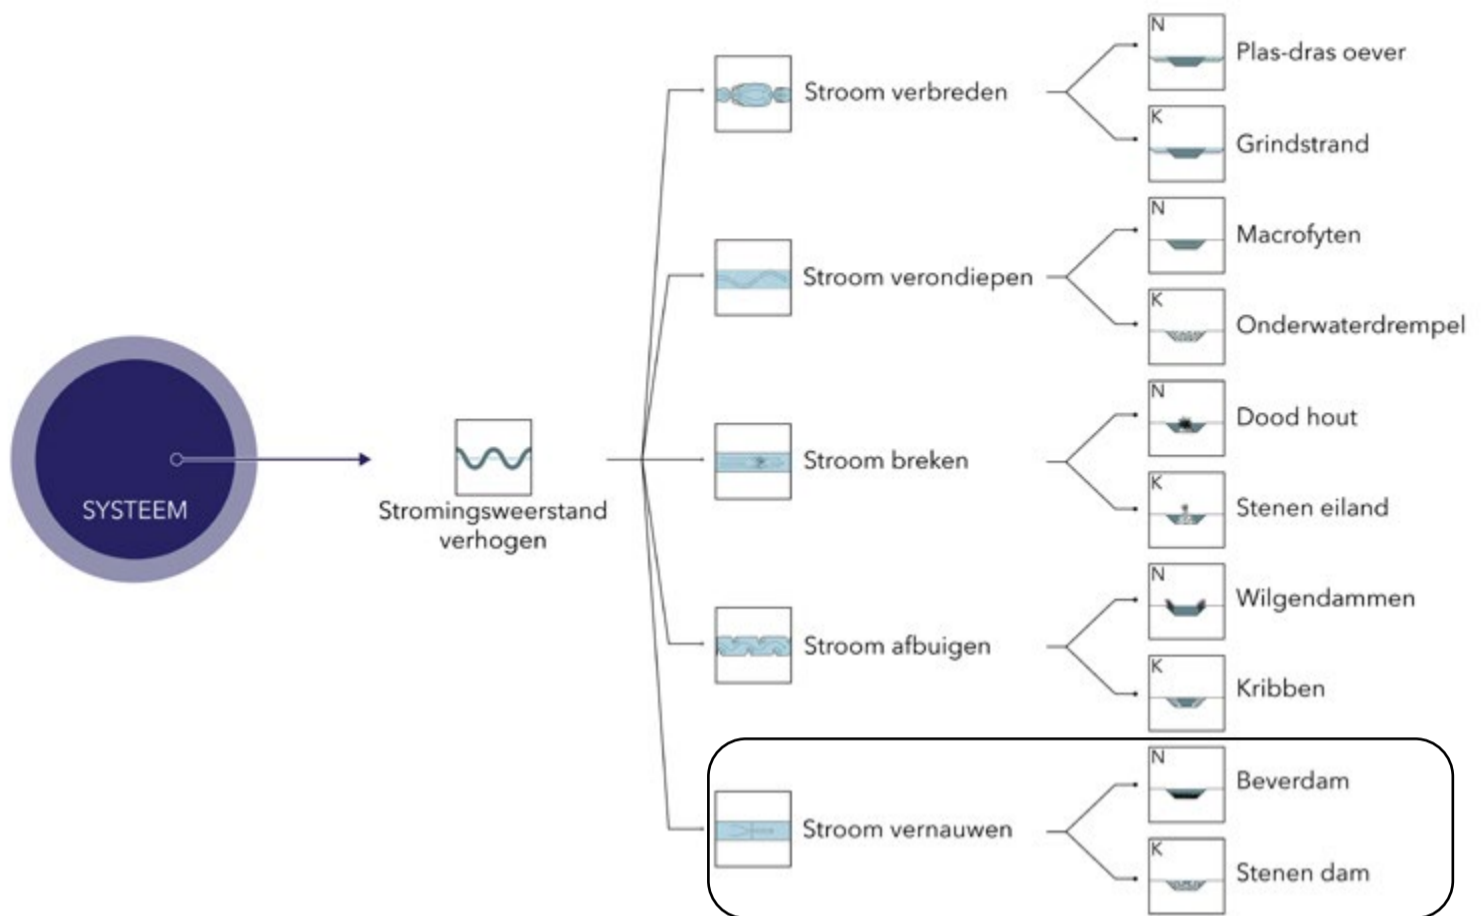 SYSTEEM
Stromingsweerstand
verhogen
Stroom verbreden
N
Plas-dras oever
K
Grindstrand
Stroom verondiepen
N
Macrofyten
K
Onderwaterdrempel
Stroom breken
N
Dood hout
K
Stenen eiland
Stroom afbuigen
N
Wilgendammen
K
Kribben
Stroom vernauwen
N
Beverdam
K
Stenen dam